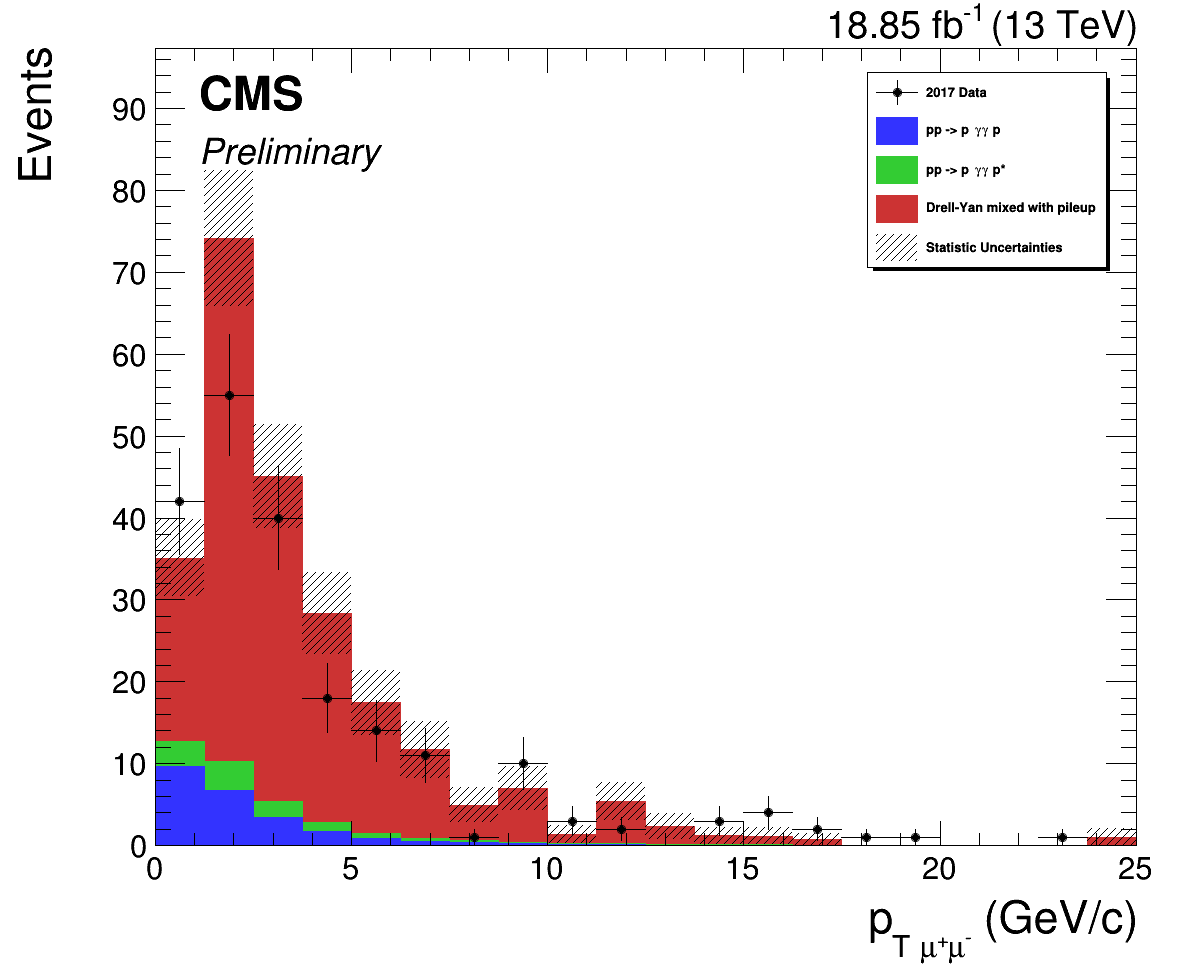 18.85 fb⁻¹ (13 TeV)
Events
CMS
Preliminary
2017 Data
pp -> p γγ p
pp -> p γγ p*
Drell-Yan mixed with pileup
Statistic Uncertainties
90
80
70
60
50
40
30
20
10
0
0 5 10 15 20 25
p_T μ⁺μ⁻ (GeV/c)